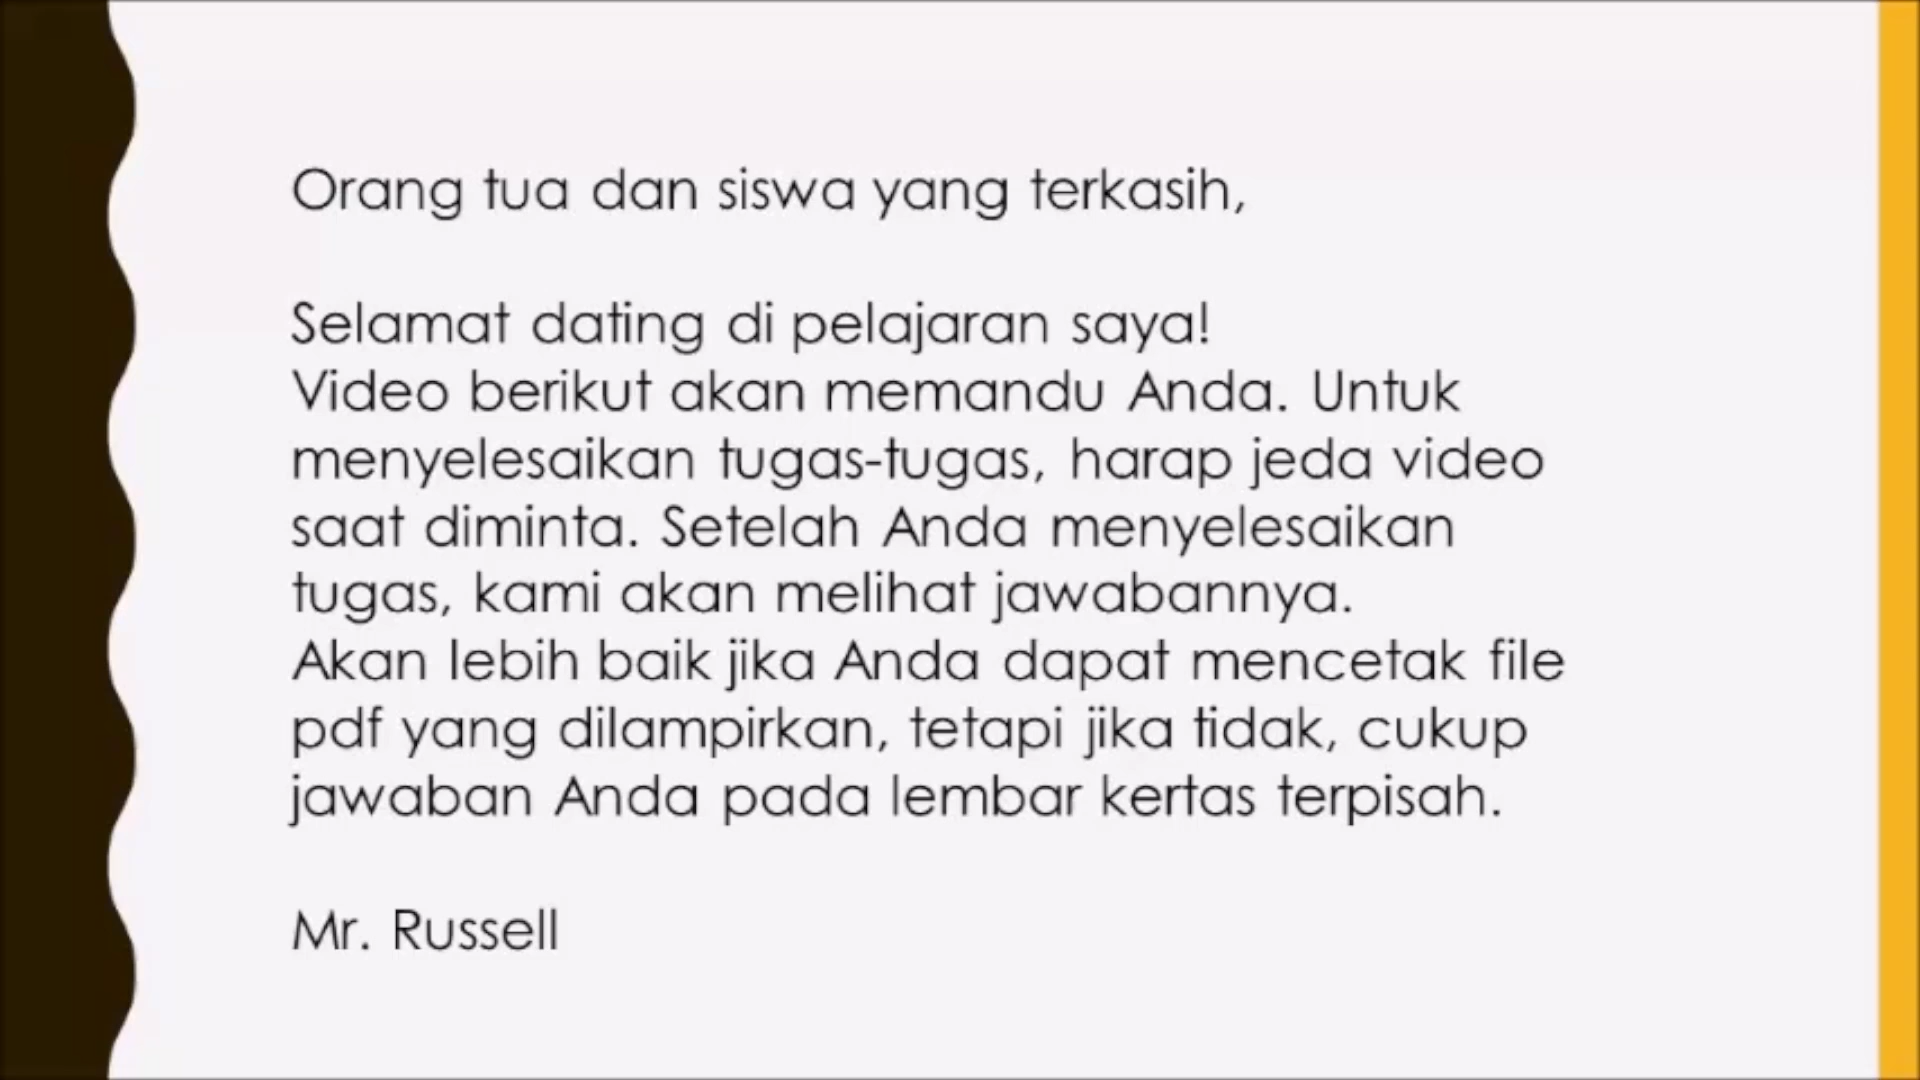 Orang tua dan siswa yang terkasih,
Selamat dating di pelajaran saya!
Video berikut akan memandu Anda. Untuk
menyelesaikan tugas-tugas, harap jeda video
saat diminta. Setelah Anda menyelesaikan
tugas, kami akan melihat jawabannya.
Akan lebih baik jika Anda dapat mencetak file
pdf yang dilampirkan, tetapi jika tidak, cukup
jawaban Anda pada lembar kertas terpisah.
Mr. Russell